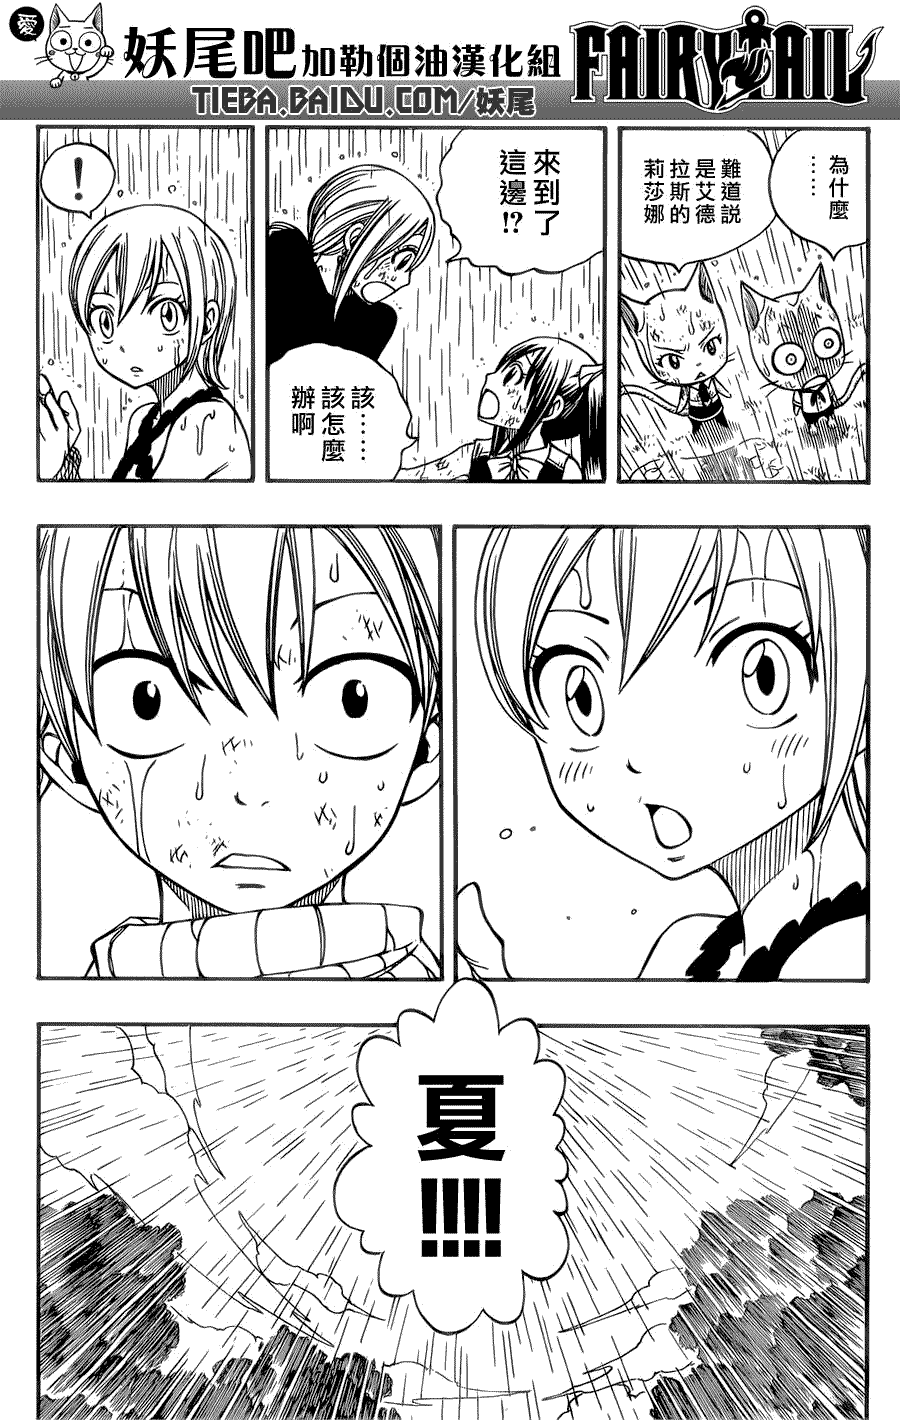 愛
妖尾吧 加勒個油漢化組
FAIRY TAIL
TIEBA.BAIDU.COM/妖尾
為什麼
……
難道說
是艾德
拉斯的
莉莎娜
來到了
這邊!?
該……
該怎麼
辦啊
!
夏
!!!!